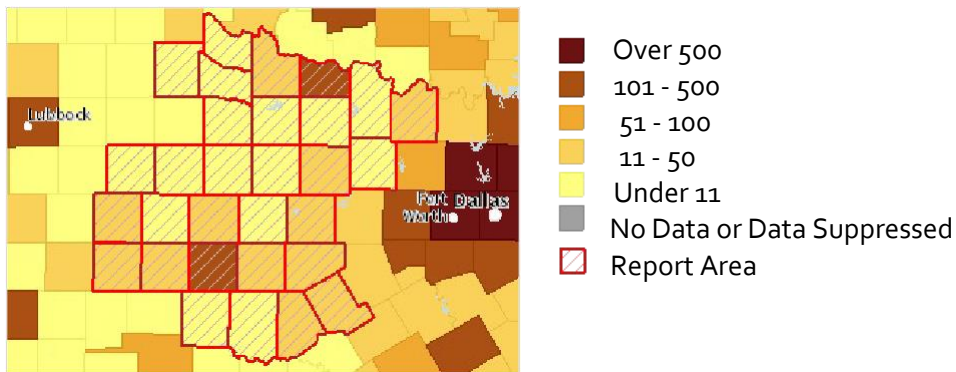 Lubbock
Fort Dallas
Worth
Over 500
101 - 500
51 - 100
11 - 50
Under 11
No Data or Data Suppressed
Report Area